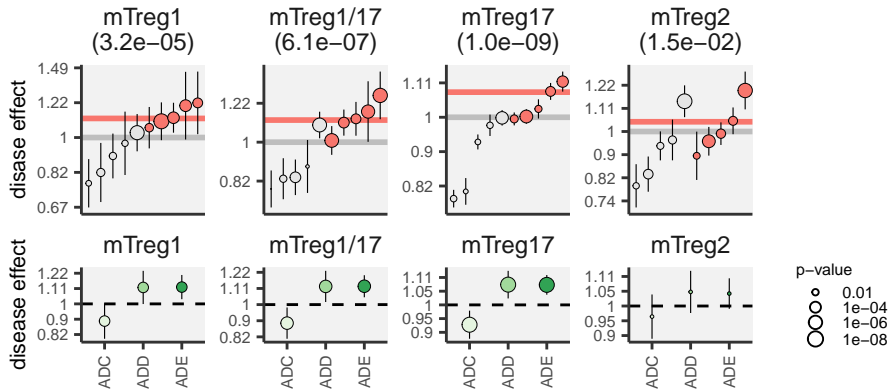 mTreg1 mTreg1/17 mTreg17 mTreg2
(3.2e−05) (6.1e−07) (1.0e−09) (1.5e−02)
disase effect
1.49
1.22
1
0.82
0.67
1.22
1
0.82
1.11
1
0.82
1.22
1.11
1
0.9
0.82
0.74
mTreg1 mTreg1/17 mTreg17 mTreg2
disease effect
1.22
1.11
1
0.9
0.82
1.22
1.11
1
0.9
0.82
1.11
1.05
1
0.95
0.9
1.11
1.05
1
0.95
0.9
ADC ADD ADE
ADC ADD ADE
ADC ADD ADE
ADC ADD ADE
p−value
0.01
1e−04
1e−06
1e−08